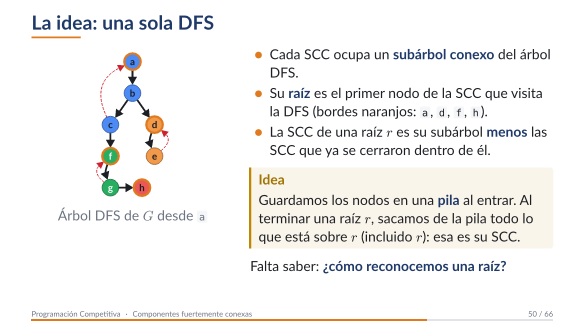 La idea: una sola DFS
a
b
c
d
f
e
g
h
Árbol DFS de G desde a
Cada SCC ocupa un subárbol conexo del árbol
DFS.
Su raíz es el primer nodo de la SCC que visita
la DFS (bordes naranjos: a, d, f, h).
La SCC de una raíz r es su subárbol menos las
SCC que ya se cerraron dentro de él.
Idea
Guardamos los nodos en una pila al entrar. Al
terminar una raíz r, sacamos de la pila todo lo
que está sobre r (incluido r): esa es su SCC.
Falta saber: ¿cómo reconocemos una raíz?
Programación Competitiva · Componentes fuertemente conexas
50 / 66